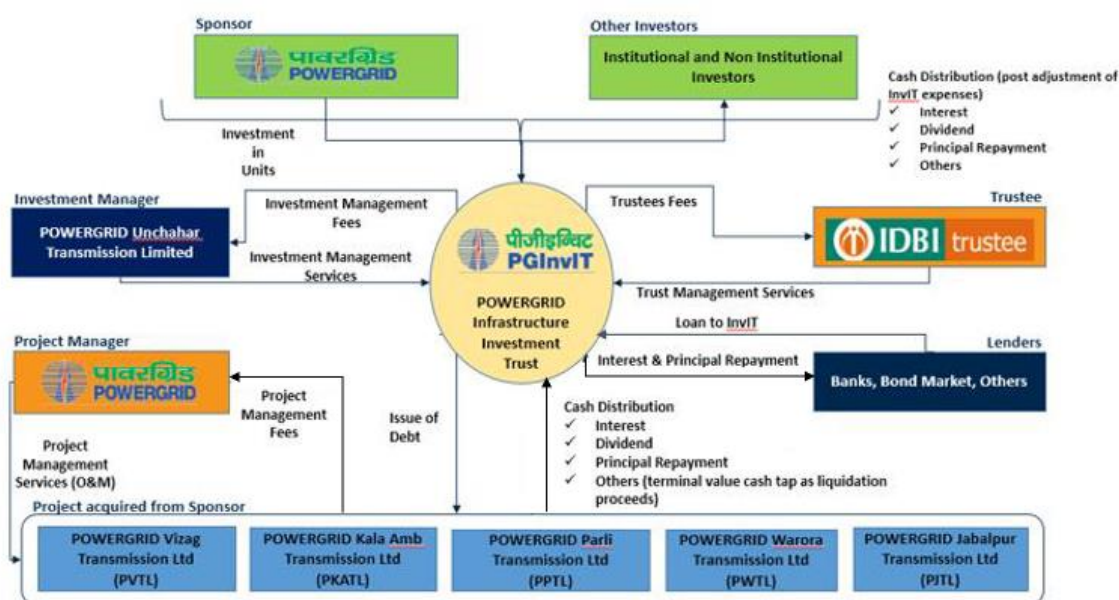 Sponsor
पावरग्रिड
POWERGRID
Other Investors
Institutional and Non Institutional
Investors
Cash Distribution (post adjustment of
InvIT expenses)
✓ Interest
✓ Dividend
✓ Principal Repayment
✓ Others
Investment
in
Units
Investment Manager
POWERGRID Unchahar
Transmission Limited
Investment Management
Fees
Investment Management
Services
पीजीइन्विट
PGInvIT
POWERGRID
Infrastructure
Investment
Trust
Trustees Fees
Trustee
IDBI trustee
Trust Management Services
Loan to InvIT
Lenders
Interest & Principal Repayment
Banks, Bond Market, Others
Project Manager
पावरग्रिड
POWERGRID
Project
Management
Fees
Issue of
Debt
Cash Distribution
✓ Interest
✓ Dividend
✓ Principal Repayment
✓ Others (terminal value cash tap as liquidation
proceeds)
Project
Management
Services (O&M)
Project acquired from Sponsor
POWERGRID Vizag
Transmission Ltd
(PVTL)
POWERGRID Kala Amb
Transmission Ltd
(PKATL)
POWERGRID Parli
Transmission Ltd
(PPTL)
POWERGRID Warora
Transmission Ltd
(PWTL)
POWERGRID Jabalpur
Transmission Ltd
(PJTL)